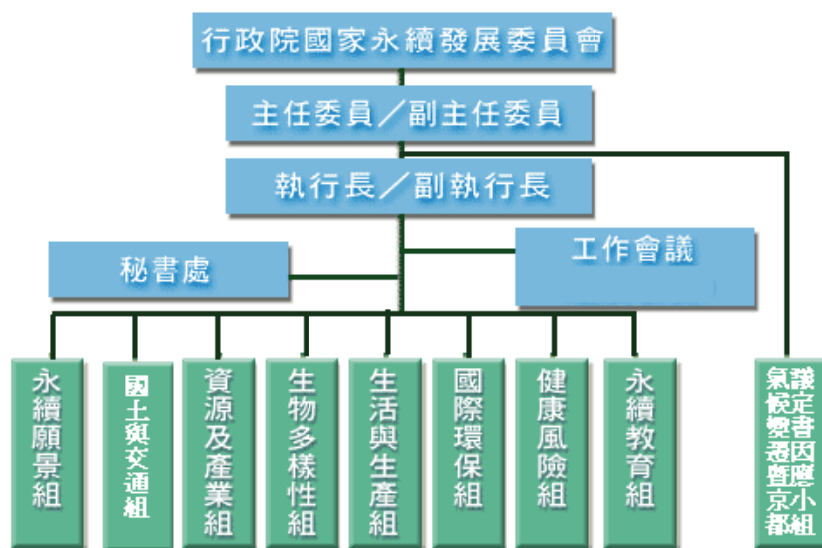 行政院國家永續發展委員會
主任委員／副主任委員
執行長／副執行長
秘書處
工作會議
永續願景組
國土與交通組
資源及產業組
生物多樣性組
生活與生產組
國際環保組
健康風險組
永續教育組
氣候變遷暨京都
議定書因應小組